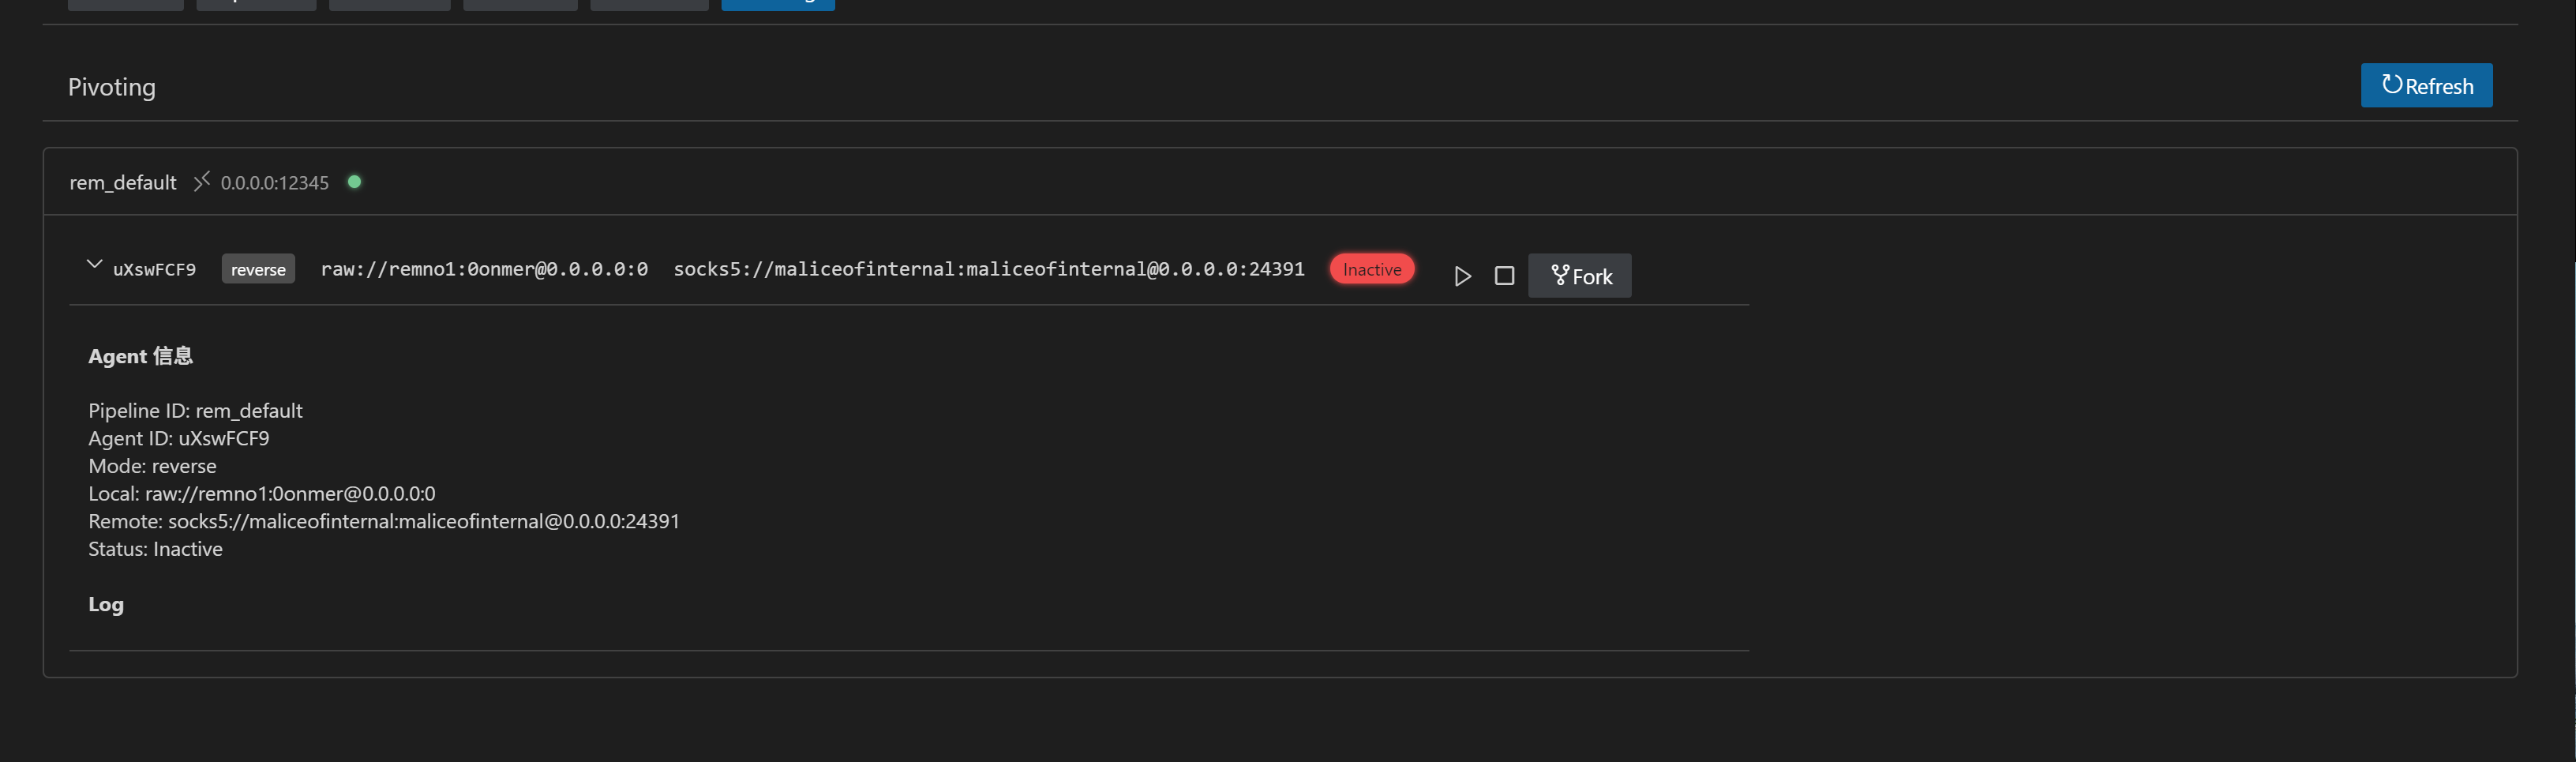 Pivoting
Refresh
rem_default 0.0.0.0:12345
uXswFCF9 reverse raw://remno1:0onmer@0.0.0.0:0 socks5://maliceofinternal:maliceofinternal@0.0.0.0:24391 Inactive Fork
Agent 信息
Pipeline ID: rem_default
Agent ID: uXswFCF9
Mode: reverse
Local: raw://remno1:0onmer@0.0.0.0:0
Remote: socks5://maliceofinternal:maliceofinternal@0.0.0.0:24391
Status: Inactive
Log